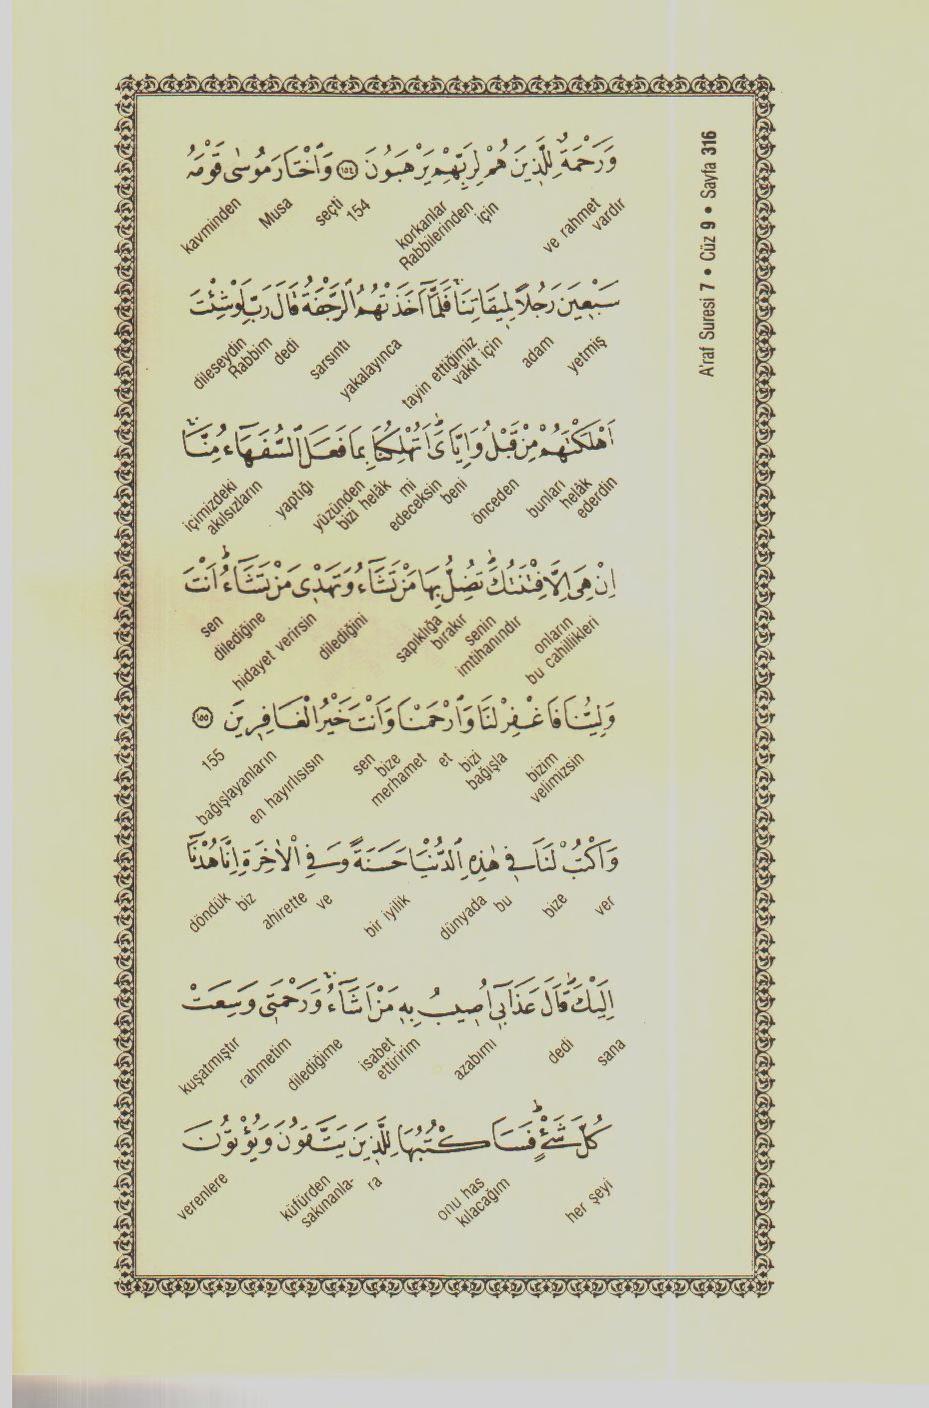 A'raf Suresi 7 • Cüz 9 • Sayfa 316
وَرَحْمَةٌ لِلَّذِينَ هُمْ لِرَبِّهِمْ يَرْهَبُونَ ﴿١٥٤﴾ وَاخْتَارَ مُوسٰى قَوْمَهُ
ve rahmet vardır için Rabbilerinden korkanlar 154 seçti Musa kavminden
سَبْعِينَ رَجُلًا لِمِيقَاتِنَا فَلَمَّا اَخَذَتْهُمُ الرَّجْفَةُ قَالَ رَبِّ لَوْ شِئْتَ
yetmiş adam tayin ettiğimiz vakit için yakalayınca sarsıntı dedi Rabbim dileseydin
اَهْلَكْتَهُمْ مِنْ قَبْلُ وَاِيَّايَ اَتُهْلِكُنَا بِمَا فَعَلَ السُّفَهَاءُ مِنَّا
helâk ederdin bunları önceden beni mi edeceksin bizi helâk yüzünden yaptığı akılsızların içimizdeki
اِنْ هِيَ اِلَّا فِتْنَتُكَ تُضِلُّ بِهَا مَنْ تَشَاءُ وَتَهْدِى مَنْ تَشَاءُ اَنْتَ
onların bu cahillikleri senin imtihanındır sapıklığa bırakır dilediğini hidayet verirsin dilediğine sen
وَلِيُّنَا فَاغْفِرْ لَنَا وَارْحَمْنَا وَاَنْتَ خَيْرُ الْغَافِرِينَ ﴿١٥٥﴾
bizim velimizsin bizi bağışla et bize merhamet sen en hayırlısısın bağışlayanların 155
وَاكْتُبْ لَنَا فِي هٰذِهِ الدُّنْيَا حَسَنَةً وَفِي الْاٰخِرَةِ اِنَّا هُدْنَا
ver bize bu dünyada bir iyilik ve ahirette biz döndük
اِلَيْكَ قَالَ عَذَابِي اُصِيبُ بِهِ مَنْ اَشَاءُ وَرَحْمَتِي وَسِعَتْ
sana dedi azabımı isabet ettiririm dilediğime rahmetim kuşatmıştır
كُلَّ شَيْءٍ فَسَاَكْتُبُهَا لِلَّذِينَ يَتَّقُونَ وَيُؤْتُونَ
her şeyi onu has kılacağım küfürden sakınanla- ra verenlere